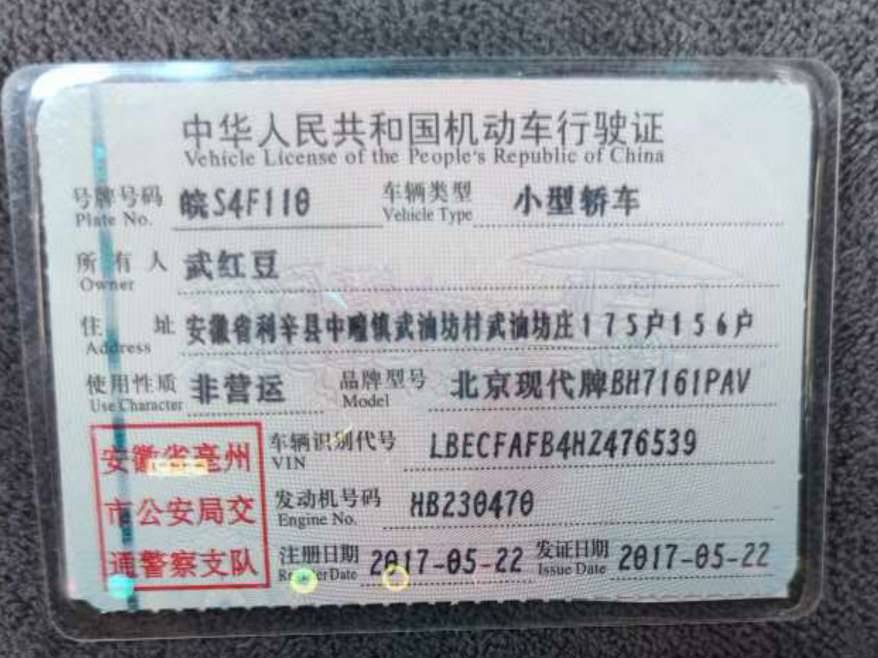 中华人民共和国机动车行驶证
Vehicle License of the People's Republic of China
号牌号码 皖S4F110 车辆类型 小型轿车
Plate No. Vehicle Type
所有人 武红豆
Owner
住址 安徽省利辛县中疃镇武油坊村武油坊庄175户156户
Address
使用性质 非营运 品牌型号 北京现代牌BH7161PAV
Use Character Model
安徽省亳州 车辆识别代号 LBECFAFB4HZ476539
VIN
市公安局交 发动机号码 HB230470
Engine No.
通警察支队 注册日期 2017-05-22 发证日期 2017-05-22
Register Date Issue Date